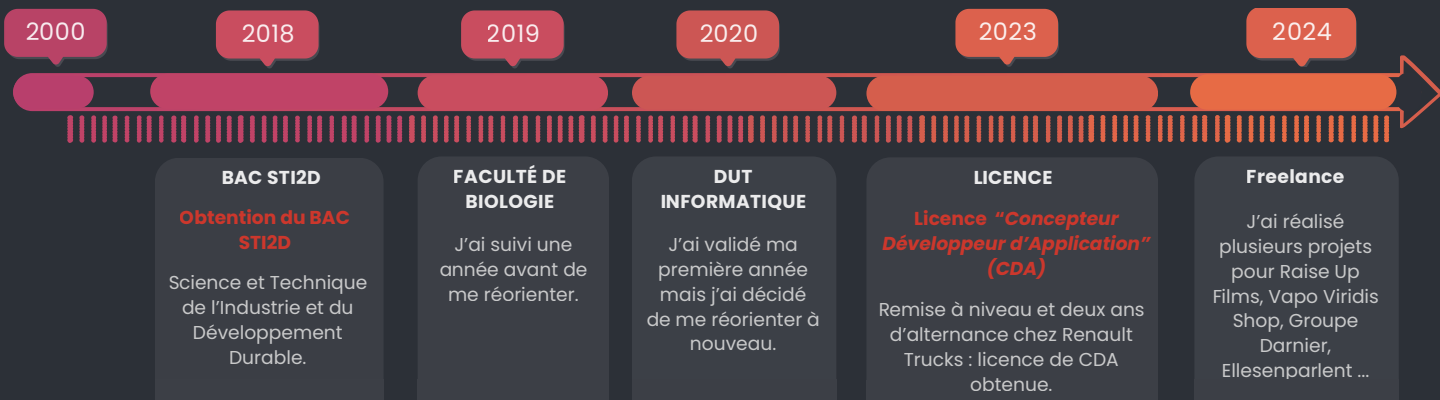 2000
2018
2019
2020
2023
2024
BAC STI2D
Obtention du BAC
STI2D
Science et Technique
de l'Industrie et du
Développement
Durable.
FACULTÉ DE
BIOLOGIE
J'ai suivi une
année avant de
me réorienter.
DUT
INFORMATIQUE
J'ai validé ma
première année
mais j'ai décidé
de me réorienter à
nouveau.
LICENCE
Licence “Concepteur
Développeur d'Application”
(CDA)
Remise à niveau et deux ans
d'alternance chez Renault
Trucks : licence de CDA
obtenue.
Freelance
J'ai réalisé
plusieurs projets
pour Raise Up
Films, Vapo Viridis
Shop, Groupe
Darnier,
Ellesenparlent ...